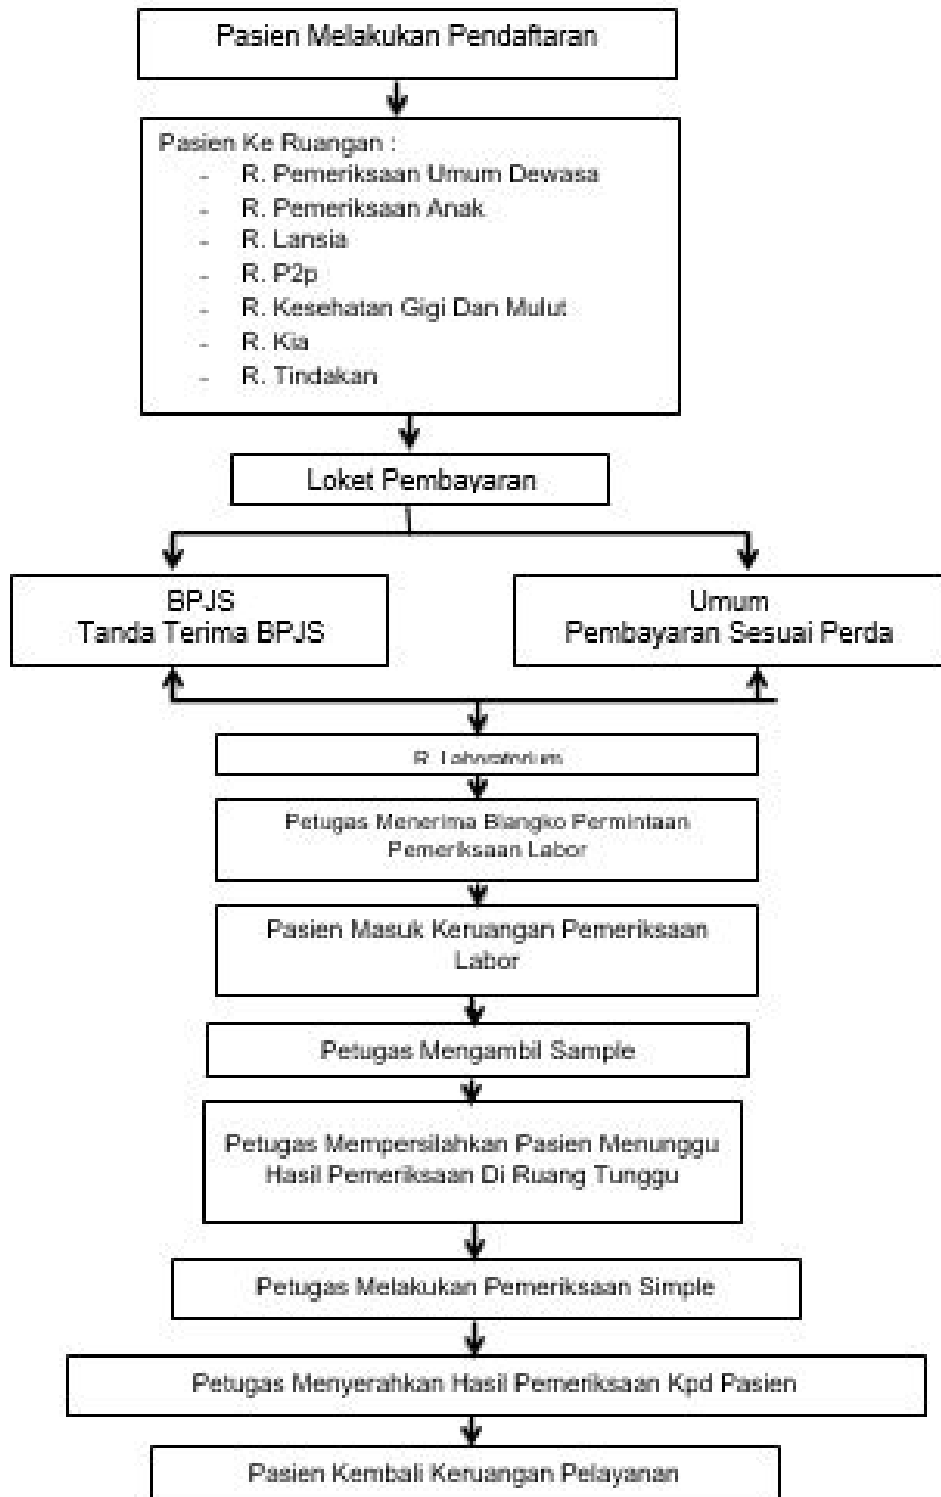 Pasien Melakukan Pendaftaran
Pasien Ke Ruangan :
- R. Pemeriksaan Umum Dewasa
- R. Pemeriksaan Anak
- R. Lansia
- R. P2p
- R. Kesehatan Gigi Dan Mulut
- R. Kia
- R. Tindakan
Loket Pembayaran
BPJS
Tanda Terima BPJS
Umum
Pembayaran Sesuai Perda
R. Laboratorium
Petugas Menerima Blangko Permintaan
Pemeriksaan Labor
Pasien Masuk Keruangan Pemeriksaan
Labor
Petugas Mengambil Sample
Petugas Mempersilahkan Pasien Menunggu
Hasil Pemeriksaan Di Ruang Tunggu
Petugas Melakukan Pemeriksaan Simple
Petugas Menyerahkan Hasil Pemeriksaan Kpd Pasien
Pasien Kembali Keruangan Pelayanan